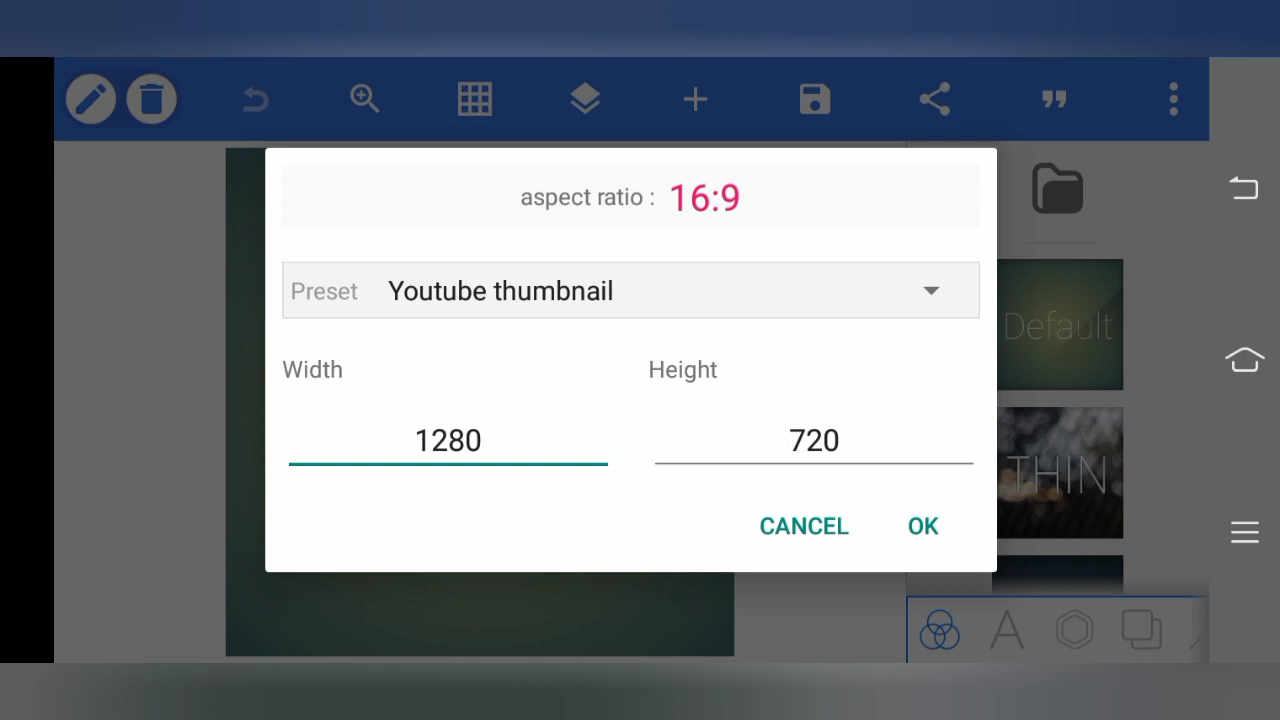 aspect ratio : 16:9
Preset Youtube thumbnail
Width Height
1280 720
CANCEL OK
Default
THIN